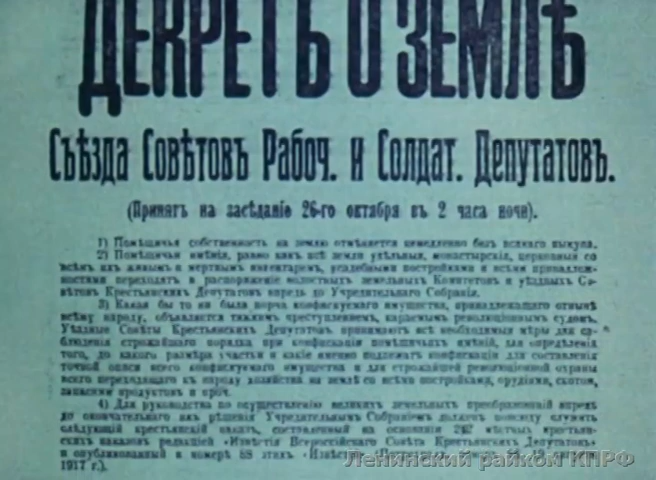 ДЕКРЕТЪ О ЗЕМЛѢ
Съѣзда Совѣтовъ Рабоч. и Солдат. Депутатовъ.
(Принятъ на засѣданіи 26-го октября въ 2 часа ночи).
1) Помѣщичья собственность на землю отмѣняется немедленно безъ всякаго выкупа.
2) Помѣщичьи имѣнія, равно какъ всѣ земли удѣльныя, монастырскія, церковныя со
всѣмъ ихъ живымъ и мертвымъ инвентаремъ, усадебными постройками и всѣми принадлеж-
ностями переходятъ въ распоряженіе волостныхъ земельныхъ Комитетовъ и уѣздныхъ Со-
вѣтовъ Крестьянскихъ Депутатовъ впредь до Учредительнаго Собранія.
3) Какая бы то ни была порча конфискуемаго имущества, принадлежащаго отнынѣ
всему народу, объявляется тяжкимъ преступленіемъ, караемымъ революціоннымъ судомъ.
Уѣздные Совѣты Крестьянскихъ Депутатовъ принимаютъ всѣ необходимыя мѣры для со-
блюденія строжайшаго порядка при конфискаціи помѣщичьихъ имѣній, для опредѣленія
того, до какого размѣра участки и какіе именно подлежатъ конфискаціи для составленія
точной описи всего конфискуемаго имущества и для строжайшей революціонной охраны
всего переходящаго къ народу хозяйства на землѣ со всѣми постройками, орудіями, скотомъ,
запасами продуктовъ и проч.
4) Для руководства по осуществленію великихъ земельныхъ преобразованій впредь
до окончательнаго ихъ рѣшенія Учредительнымъ Собраніемъ долженъ повсюду служить
слѣдующій крестьянскій наказъ, составленный на основаніи 242 мѣстныхъ крестьян-
скихъ наказовъ редакціей «Извѣстія Всероссійскаго Совѣта Крестьянскихъ Депутатовъ»
и опубликованный въ номерѣ 88 этихъ «Извѣстій»
1917 г.).
Ленинский райком КПРФ